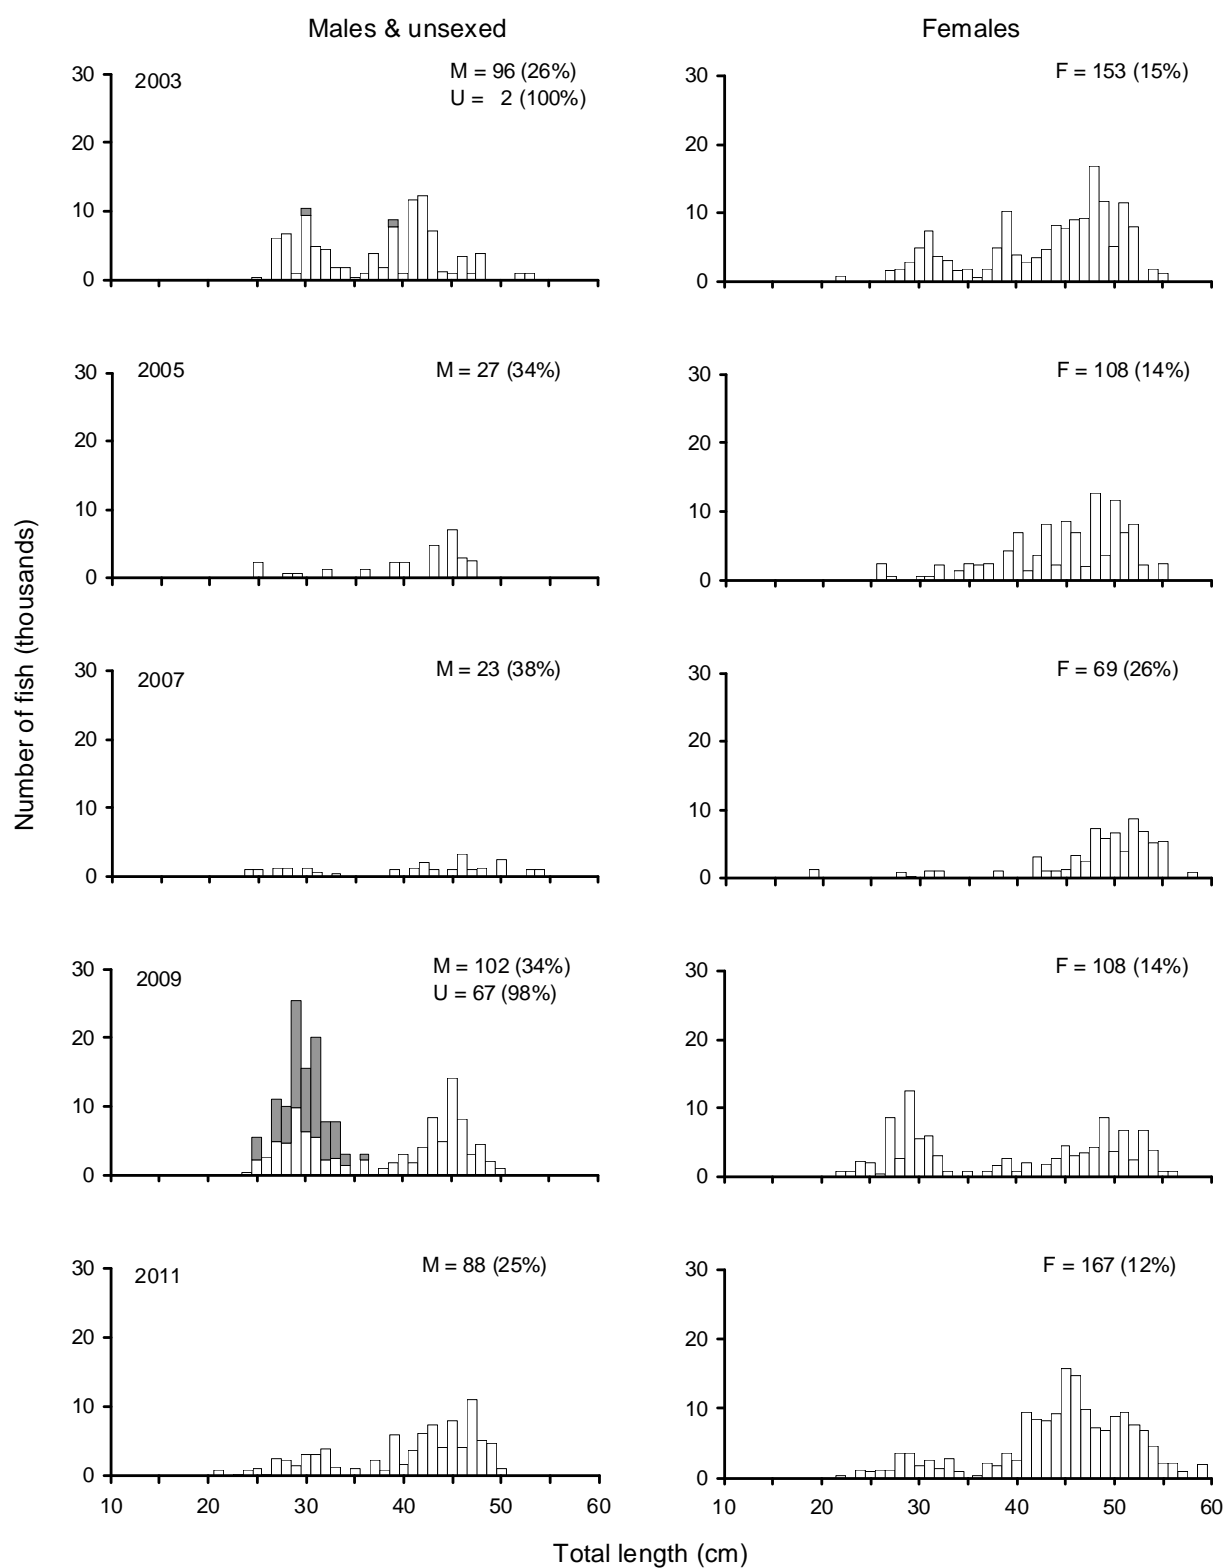 Males & unsexed
Females
2003
M = 96 (26%)
U = 2 (100%)
30
20
10
0
F = 153 (15%)
30
20
10
0
2005
M = 27 (34%)
30
20
10
0
F = 108 (14%)
30
20
10
0
Number of fish (thousands)
2007
M = 23 (38%)
30
20
10
0
F = 69 (26%)
30
20
10
0
2009
M = 102 (34%)
U = 67 (98%)
30
20
10
0
F = 108 (14%)
30
20
10
0
2011
M = 88 (25%)
30
20
10
0
10 20 30 40 50 60
F = 167 (12%)
30
20
10
0
10 20 30 40 50 60
Total length (cm)